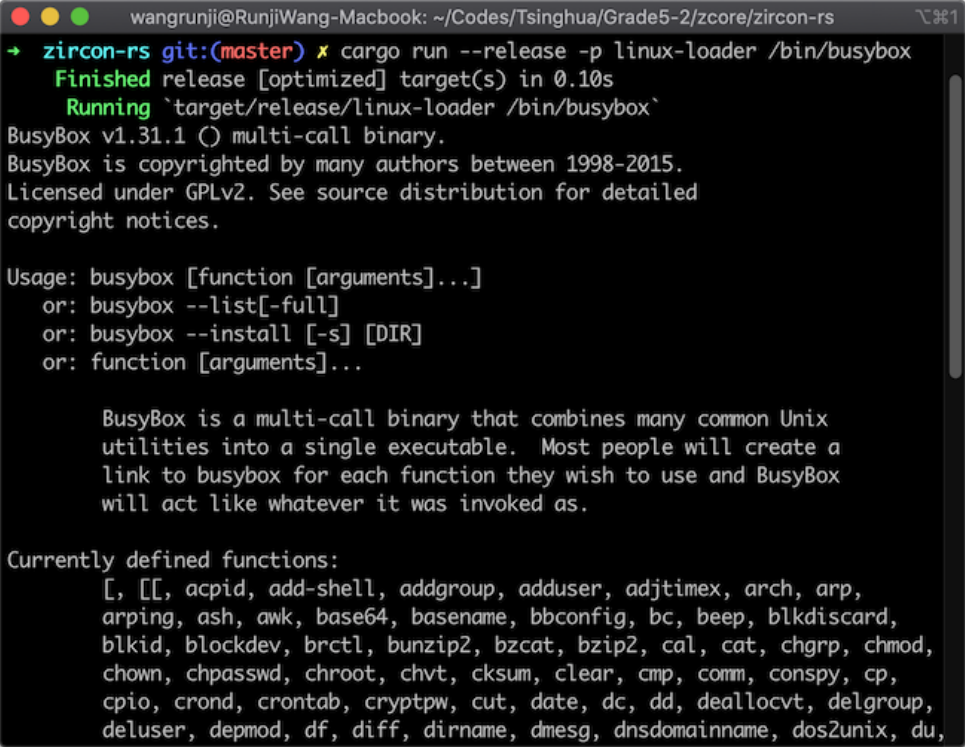 wangrunji@RunjiWang-Macbook: ~/Codes/Tsinghua/Grade5-2/zcore/zircon-rs ⌥⌘1
➜ zircon-rs git:(master) ✗ cargo run --release -p linux-loader /bin/busybox
Finished release [optimized] target(s) in 0.10s
Running `target/release/linux-loader /bin/busybox`
BusyBox v1.31.1 () multi-call binary.
BusyBox is copyrighted by many authors between 1998-2015.
Licensed under GPLv2. See source distribution for detailed
copyright notices.
Usage: busybox [function [arguments]...]
or: busybox --list[-full]
or: busybox --install [-s] [DIR]
or: function [arguments]...
BusyBox is a multi-call binary that combines many common Unix
utilities into a single executable.  Most people will create a
link to busybox for each function they wish to use and BusyBox
will act like whatever it was invoked as.
Currently defined functions:
[, [[, acpid, add-shell, addgroup, adduser, adjtimex, arch, arp,
arping, ash, awk, base64, basename, bbconfig, bc, beep, blkdiscard,
blkid, blockdev, brctl, bunzip2, bzcat, bzip2, cal, cat, chgrp, chmod,
chown, chpasswd, chroot, chvt, cksum, clear, cmp, comm, conspy, cp,
cpio, crond, crontab, cryptpw, cut, date, dc, dd, deallocvt, delgroup,
deluser, depmod, df, diff, dirname, dmesg, dnsdomainname, dos2unix, du,